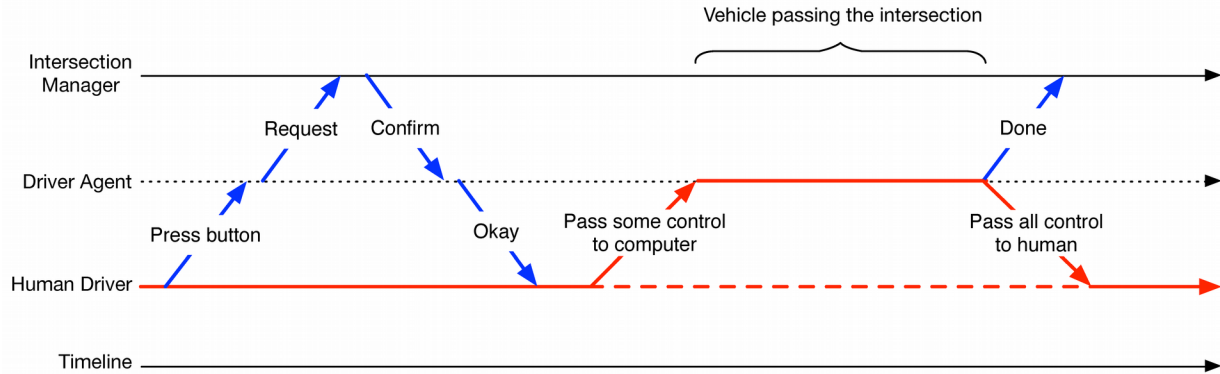 Vehicle passing the intersection
Intersection
Manager
Request
Confirm
Done
Driver Agent
Press button
Okay
Pass some control
to computer
Pass all control
to human
Human Driver
Timeline